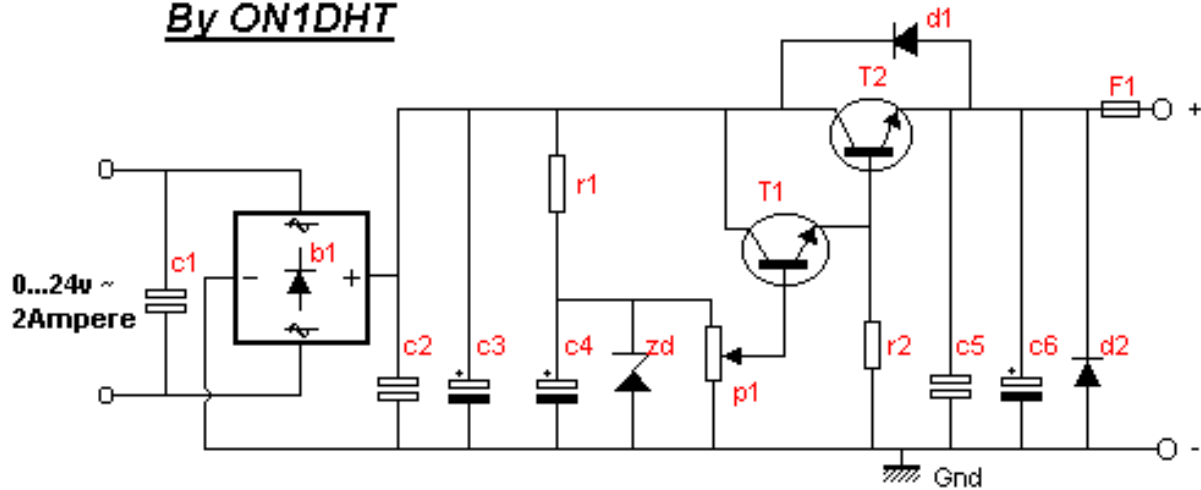 By ON1DHT
d1
T2
F1
+
r1
T1
c1
b1
- +
0...24v ~
2Ampere
c2 c3 c4 zd p1 r2 c5 c6 d2
+ + +
-
Gnd